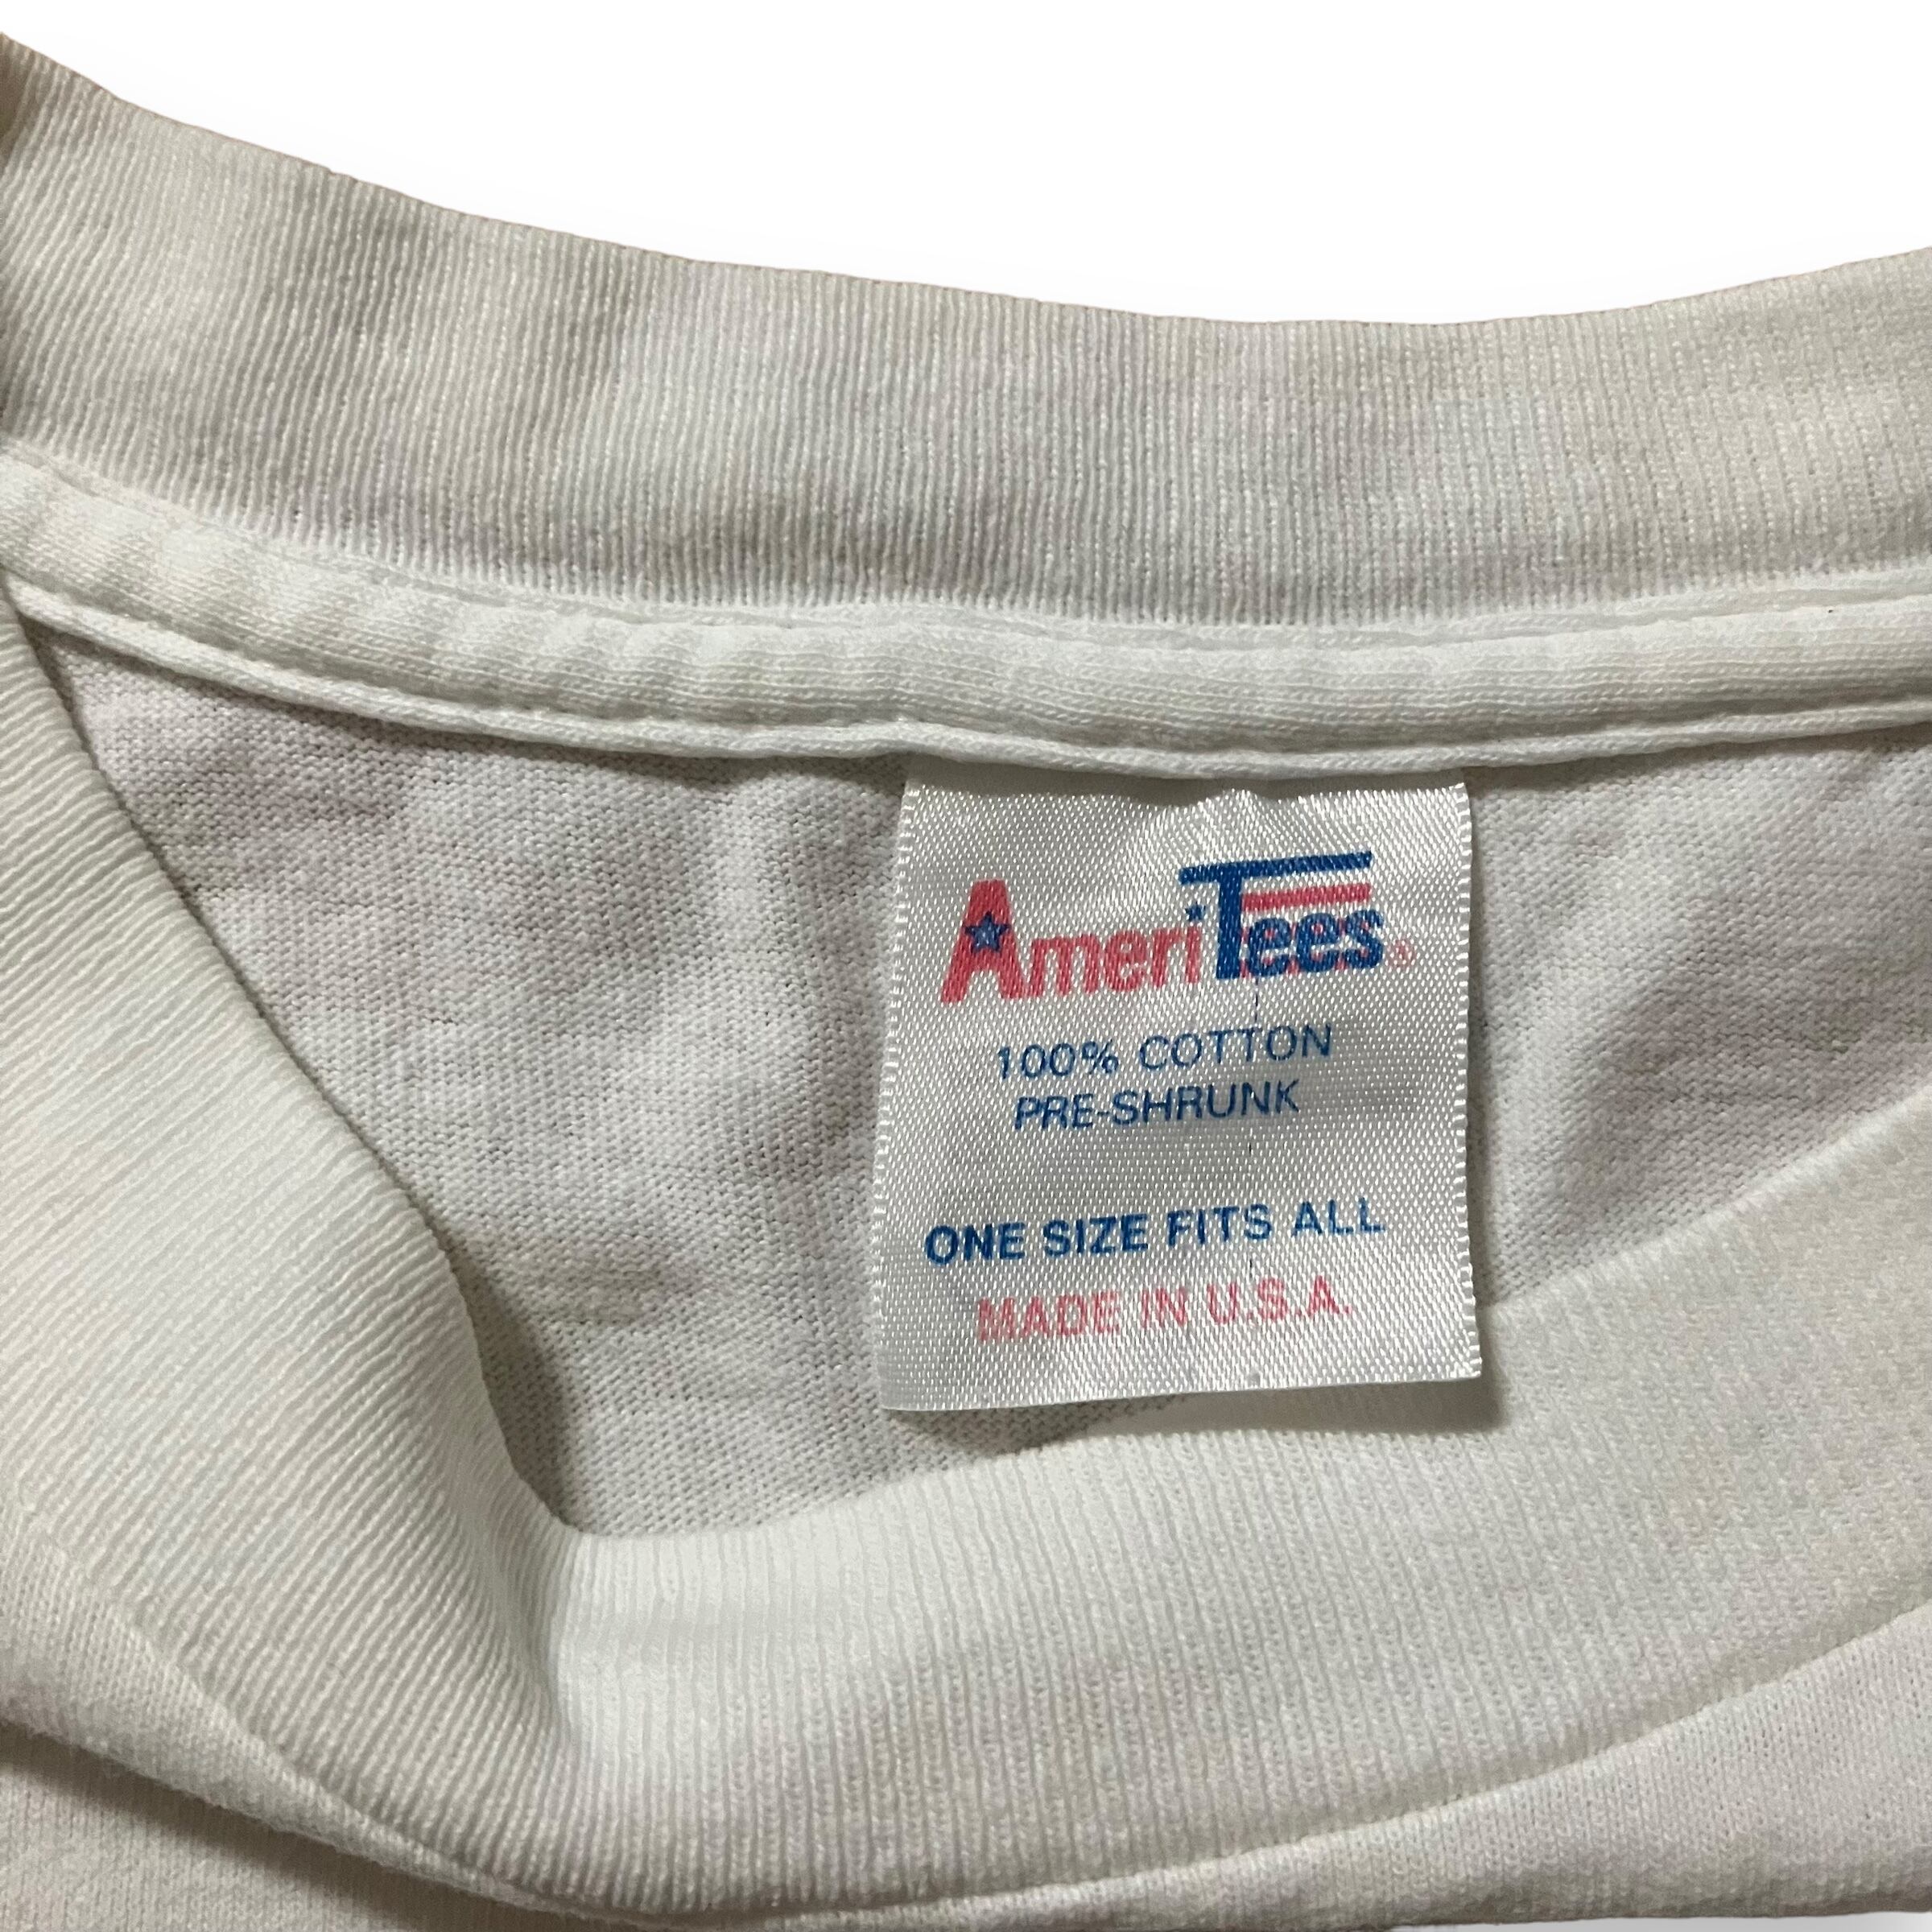 AmeriTees®
100% COTTON
PRE-SHRUNK
ONE SIZE FITS ALL
MADE IN U.S.A.